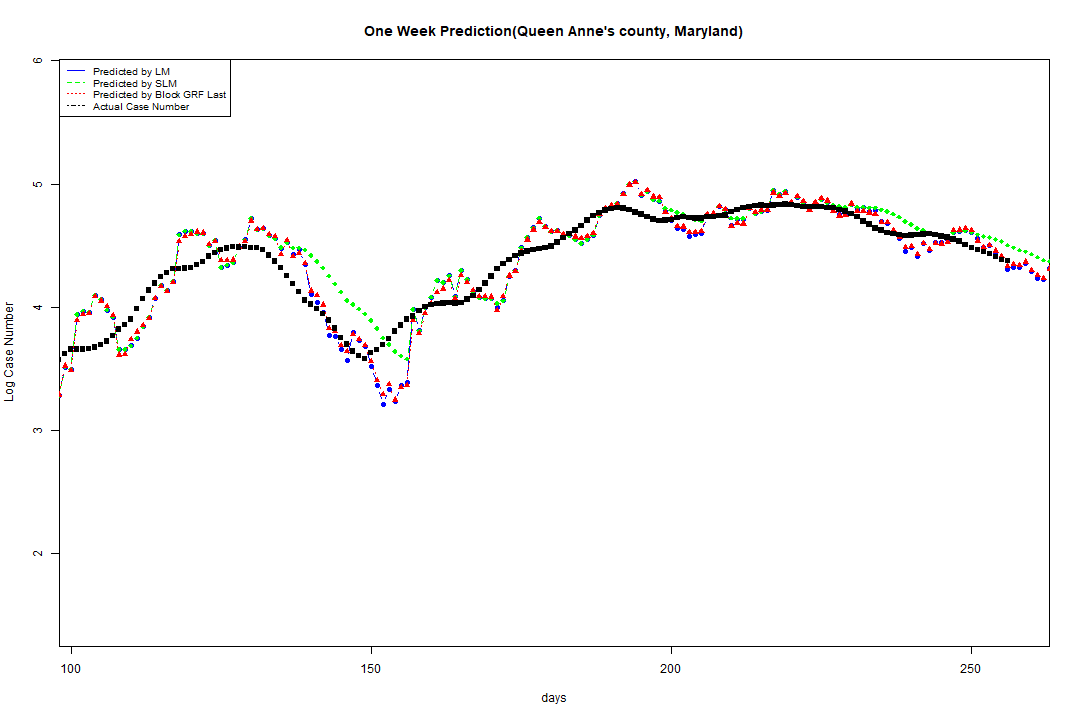 One Week Prediction(Queen Anne's county, Maryland)
6
Predicted by LM
Predicted by SLM
Predicted by Block GRF Last
Actual Case Number
5
4
3
2
Log Case Number
100
150
200
250
days